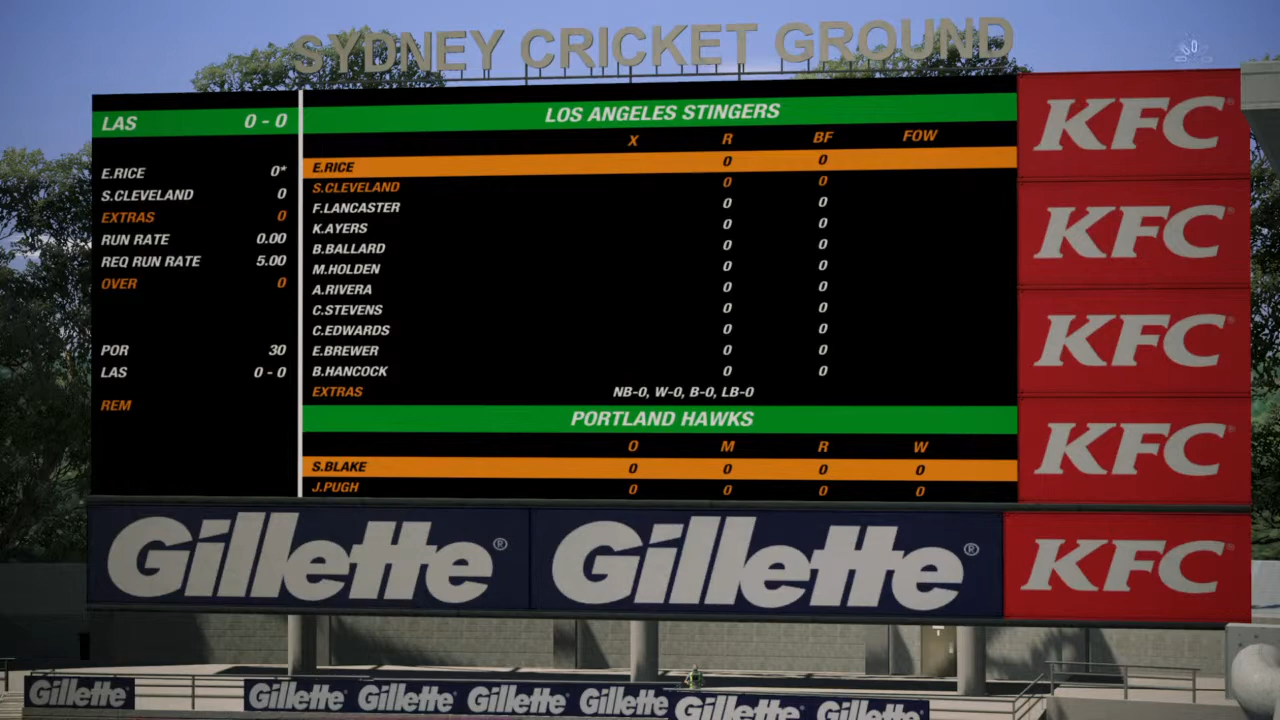 SYDNEY CRICKET GROUND
LAS 0 - 0
E.RICE 0*
S.CLEVELAND 0
EXTRAS 0
RUN RATE 0.00
REQ RUN RATE 5.00
OVER 0
POR 30
LAS 0 - 0
REM
LOS ANGELES STINGERS
X R BF FOW
E.RICE 0 0
S.CLEVELAND 0 0
F.LANCASTER 0 0
K.AYERS 0 0
B.BALLARD 0 0
M.HOLDEN 0 0
A.RIVERA 0 0
C.STEVENS 0 0
C.EDWARDS 0 0
E.BREWER 0 0
B.HANCOCK 0 0
EXTRAS NB-0, W-0, B-0, LB-0
PORTLAND HAWKS
O M R W
S.BLAKE 0 0 0 0
J.PUGH 0 0 0 0
KFC®
KFC®
KFC®
KFC®
Gillette® Gillette® KFC®
Gillette Gillette Gillette Gillette Gillette Gillette Gillette